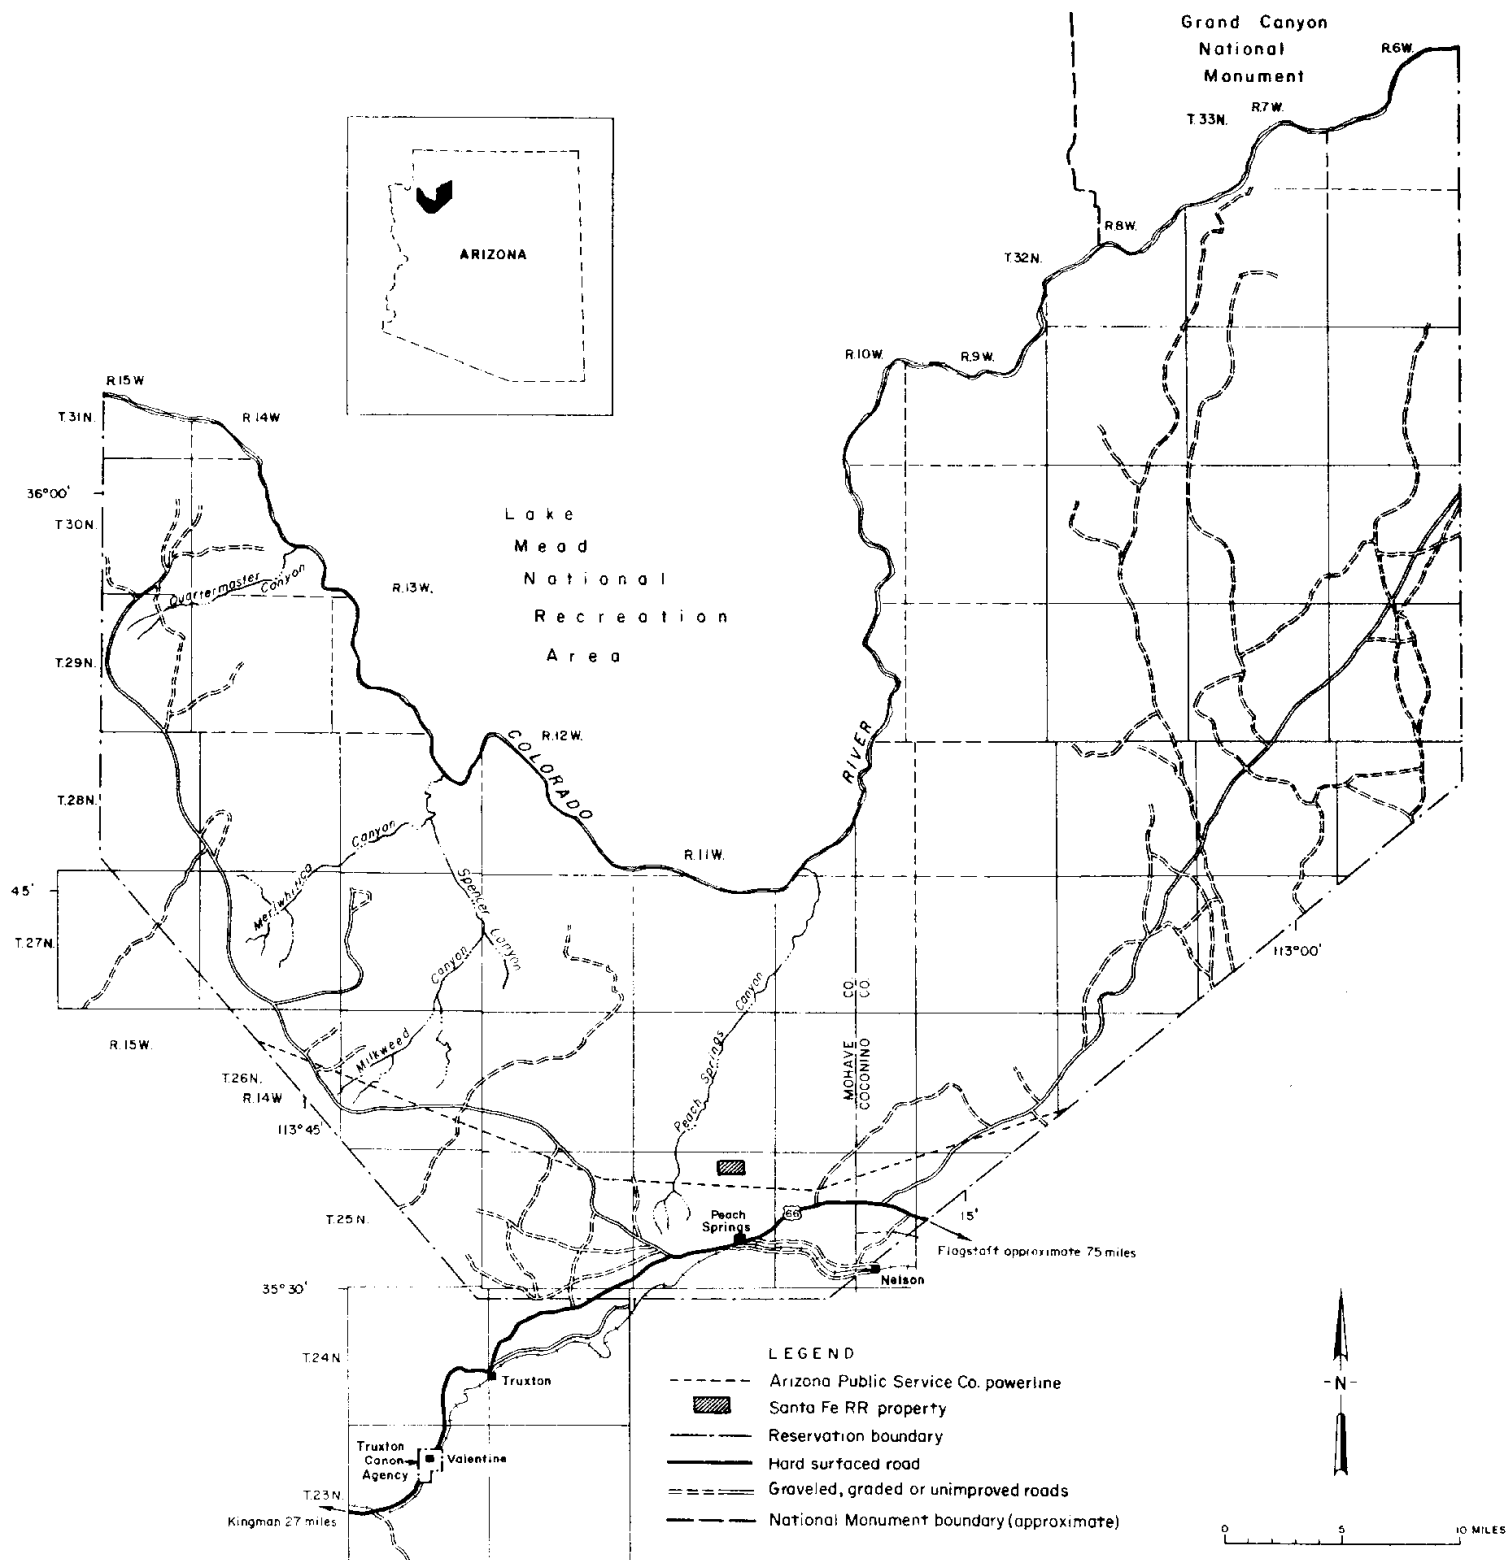 Grand Canyon
National
Monument
R.6W.
R.7W.
T.33N.
R.8W.
T.32N.
ARIZONA
R.10W.
R.9W.
R.15W
T.31N.
R.14W
36°00'
T.30N.
Lake
Mead
National
Recreation
Area
R.13W.
Quartermaster
Canyon
T.29N.
R.12W.
COLORADO
RIVER
T.28N.
Canyon
Meriwhitica
R.11W.
45'
Spencer
Canyon
T.27N.
Canyon
Milkweed
Canyon
Springs
Peach
113°00'
MOHAVE CO.
COCONINO CO.
R.15W.
T.26N.
R.14W
113°45'
T.25N.
Peach
Springs
66
15'
Flagstaff approximate 75 miles
Nelson
35°30'
T.24N
Truxton
Truxton
Canon
Agency
Valentine
T.23N.
Kingman 27 miles
LEGEND
Arizona Public Service Co. powerline
Santa Fe RR property
Reservation boundary
Hard surfaced road
Graveled, graded or unimproved roads
National Monument boundary (approximate)
-N-
0 5 10 MILES